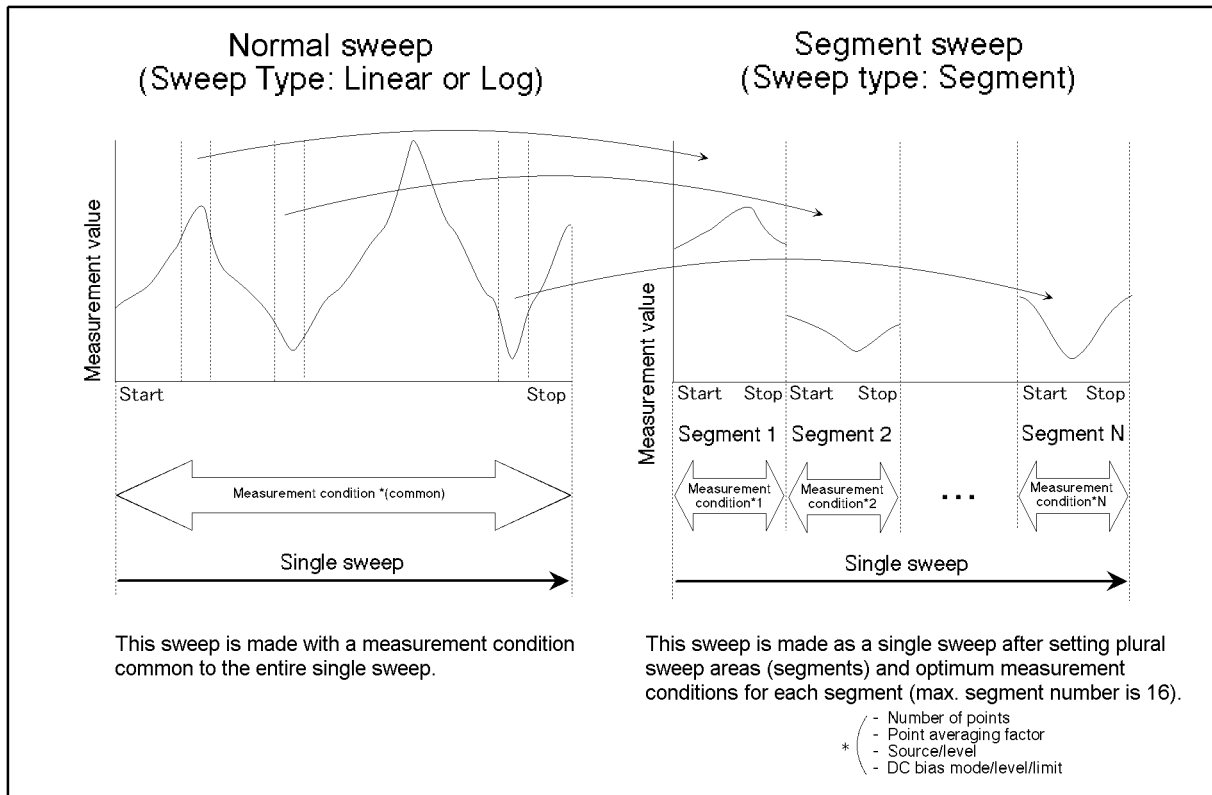 Normal sweep
(Sweep Type: Linear or Log)
Measurement value
Start
Stop
Measurement condition *(common)
Single sweep
This sweep is made with a measurement condition
common to the entire single sweep.
Segment sweep
(Sweep type: Segment)
Measurement value
Start Stop Start Stop Start Stop
Segment 1 Segment 2 Segment N
Measurement
condition*1
Measurement
condition*2
...
Measurement
condition*N
Single sweep
This sweep is made as a single sweep after setting plural
sweep areas (segments) and optimum measurement
conditions for each segment (max. segment number is 16).
*
- Number of points
- Point averaging factor
- Source/level
- DC bias mode/level/limit